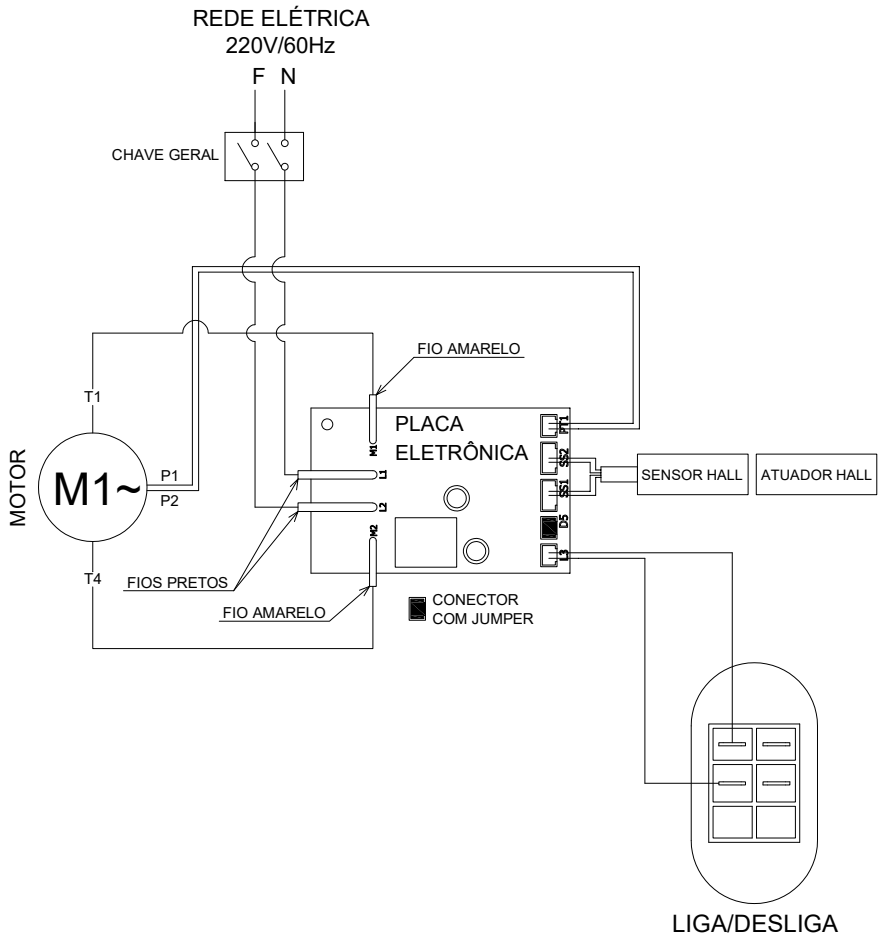 REDE ELÉTRICA
220V/60Hz
F N
CHAVE GERAL
FIO AMARELO
T1
PLACA
ELETRÔNICA
M1
PT1
SS2
SENSOR HALL
ATUADOR HALL
MOTOR
M1~
P1
P2
L1
SS1
L2
D5
M2
L3
T4
FIOS PRETOS
FIO AMARELO
CONECTOR
COM JUMPER
LIGA/DESLIGA